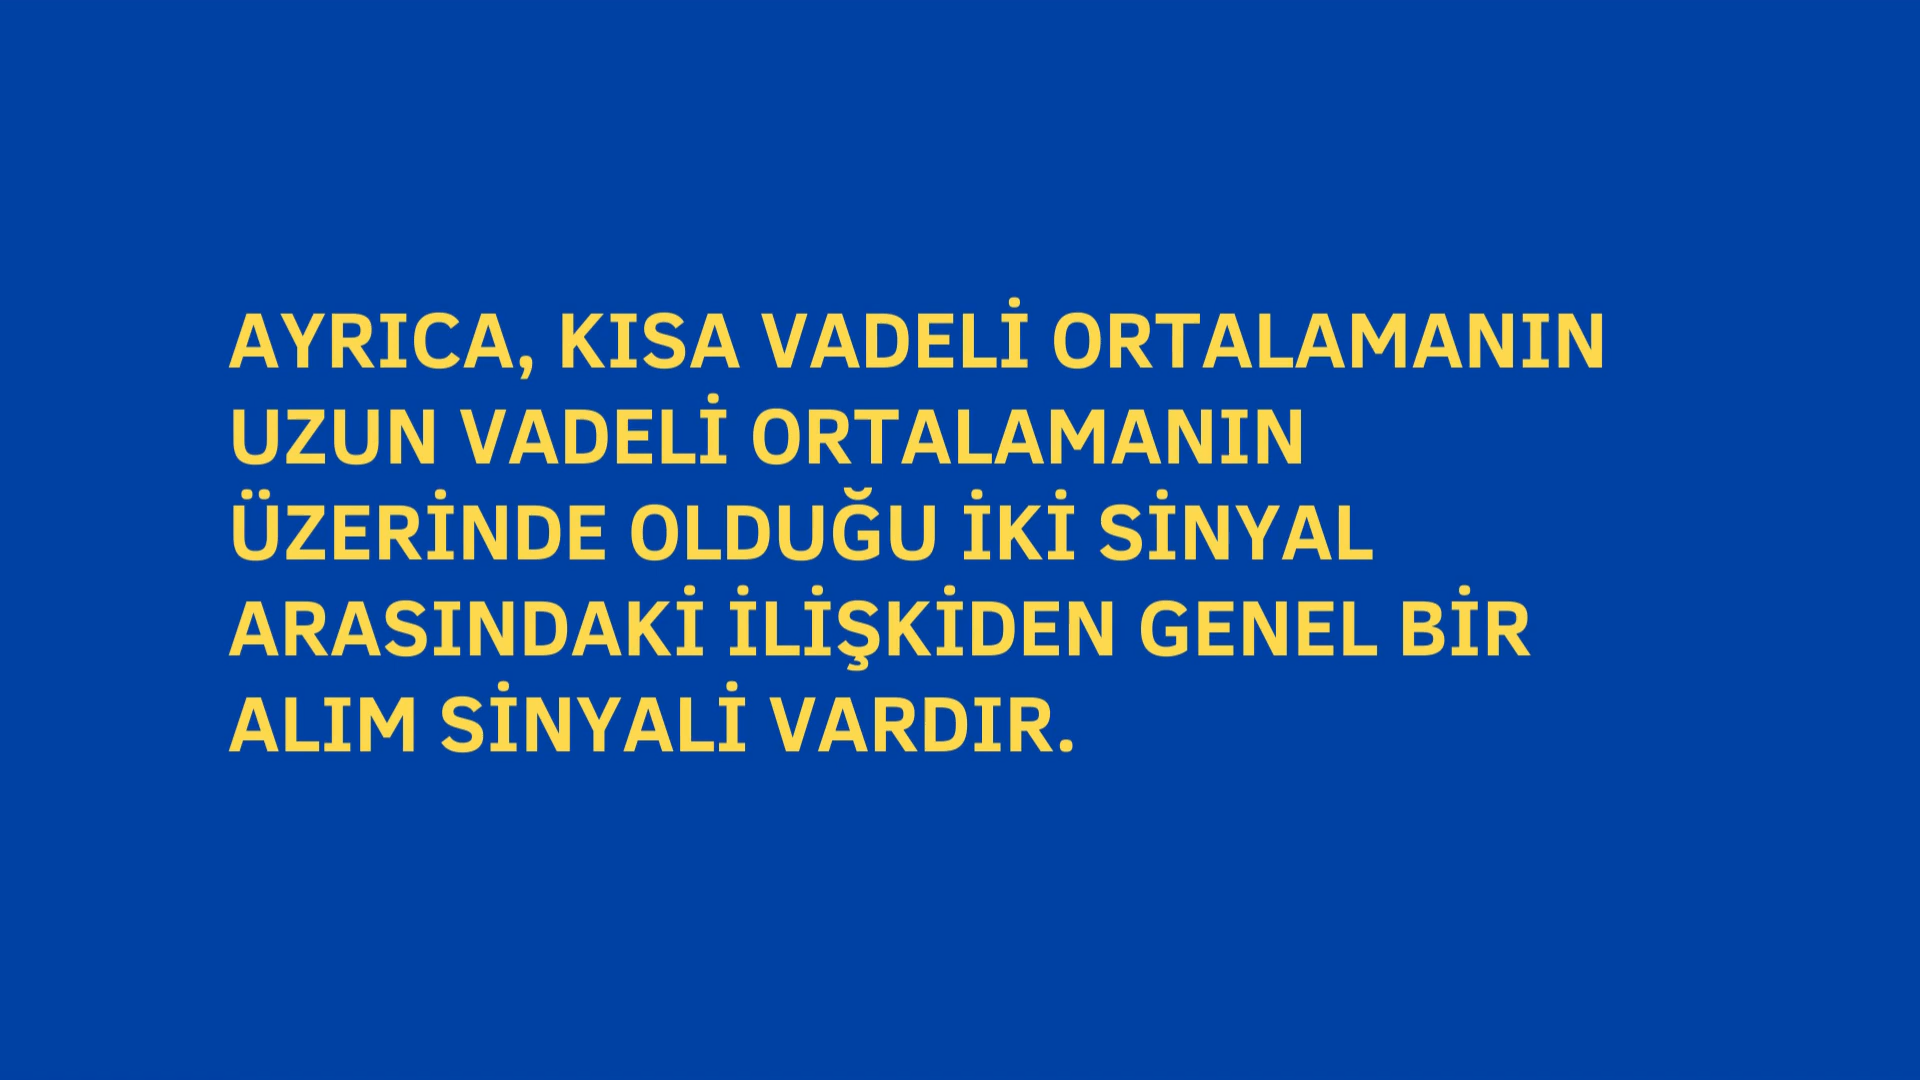 AYRICA, KISA VADELİ ORTALAMANIN
UZUN VADELİ ORTALAMANIN
ÜZERİNDE OLDUĞU İKİ SİNYAL
ARASINDAKİ İLİŞKİDEN GENEL BİR
ALIM SİNYALİ VARDIR.